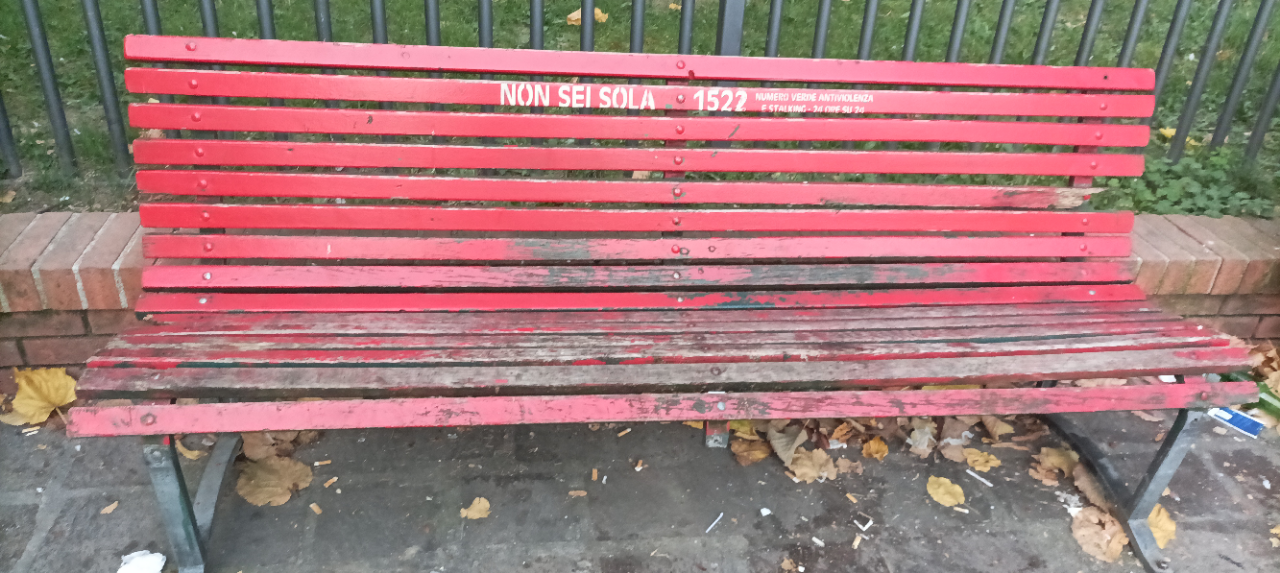 NON SEI SOLA 1522 NUMERO VERDE ANTIVIOLENZA
E STALKING - 24 ORE SU 24